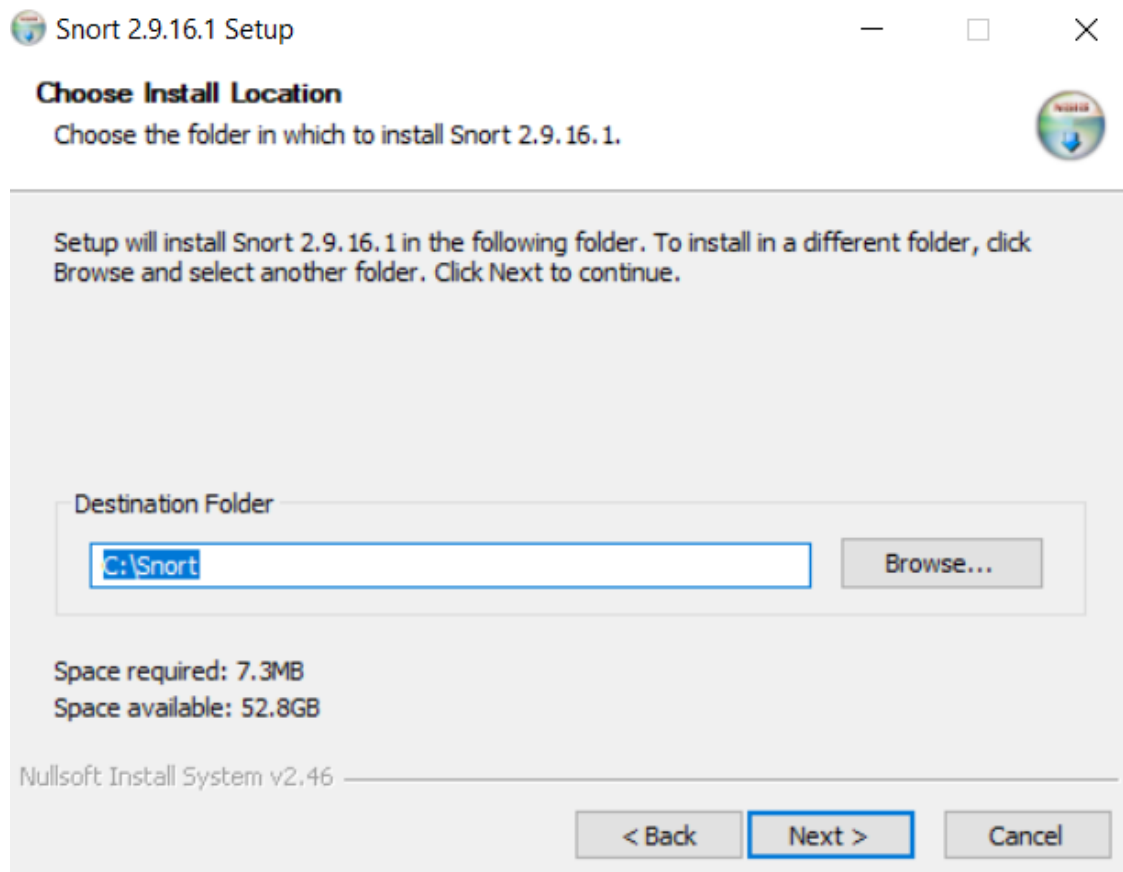 Snort 2.9.16.1 Setup
Choose Install Location
Choose the folder in which to install Snort 2.9.16.1.
Setup will install Snort 2.9.16.1 in the following folder. To install in a different folder, click
Browse and select another folder. Click Next to continue.
Destination Folder
C:\Snort
Browse...
Space required: 7.3MB
Space available: 52.8GB
Nullsoft Install System v2.46
< Back
Next >
Cancel